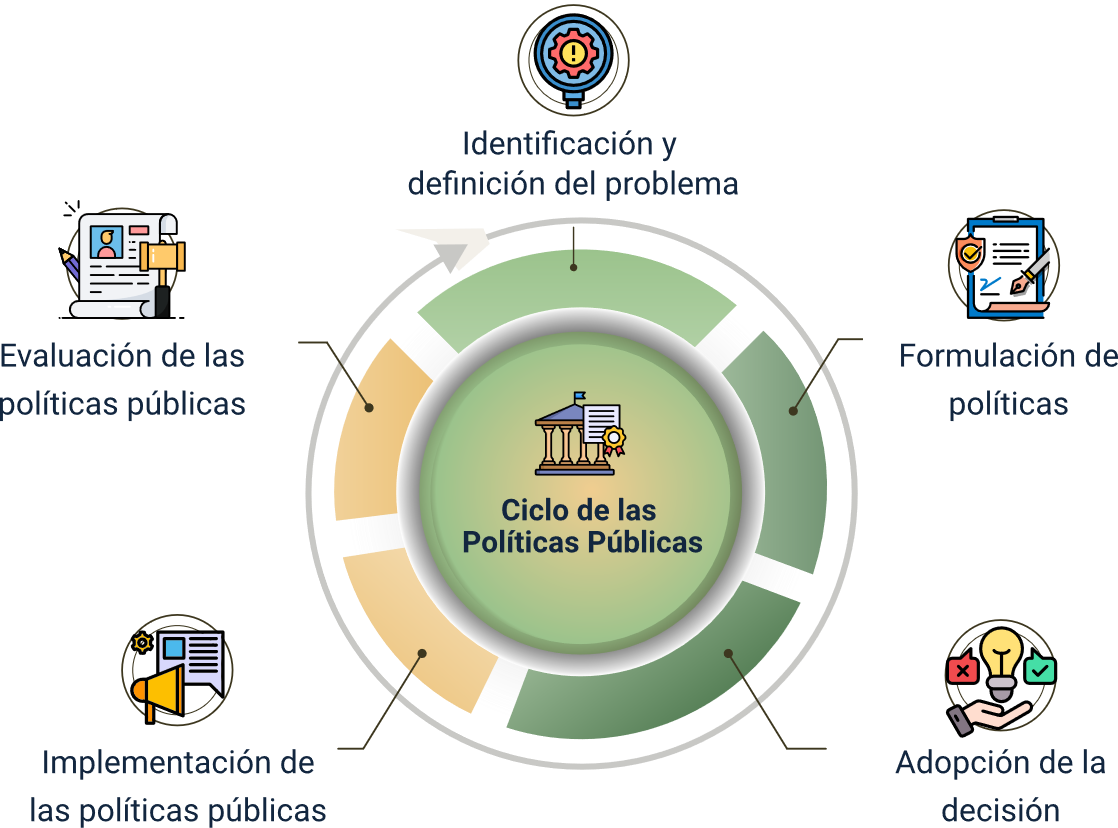 Identificación y
definición del problema
Formulación de
políticas
Adopción de la
decisión
Implementación de
las políticas públicas
Evaluación de las
políticas públicas
Ciclo de las
Políticas Públicas